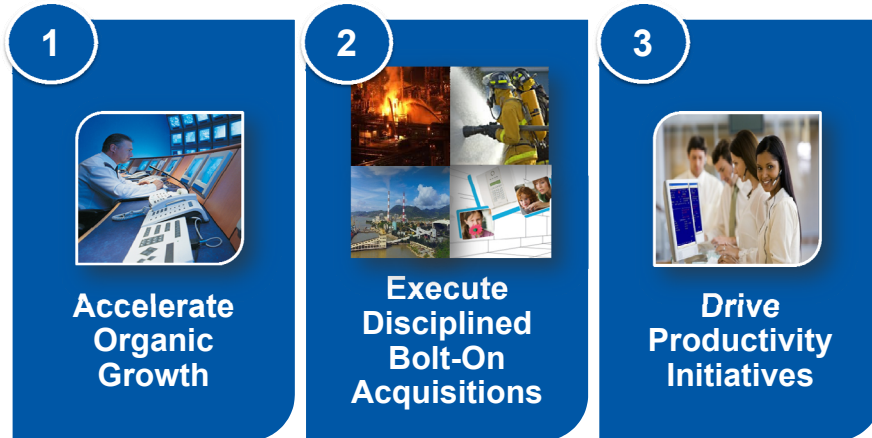 1
Accelerate
Organic
Growth
2
Execute
Disciplined
Bolt-On
Acquisitions
3
Drive
Productivity
Initiatives